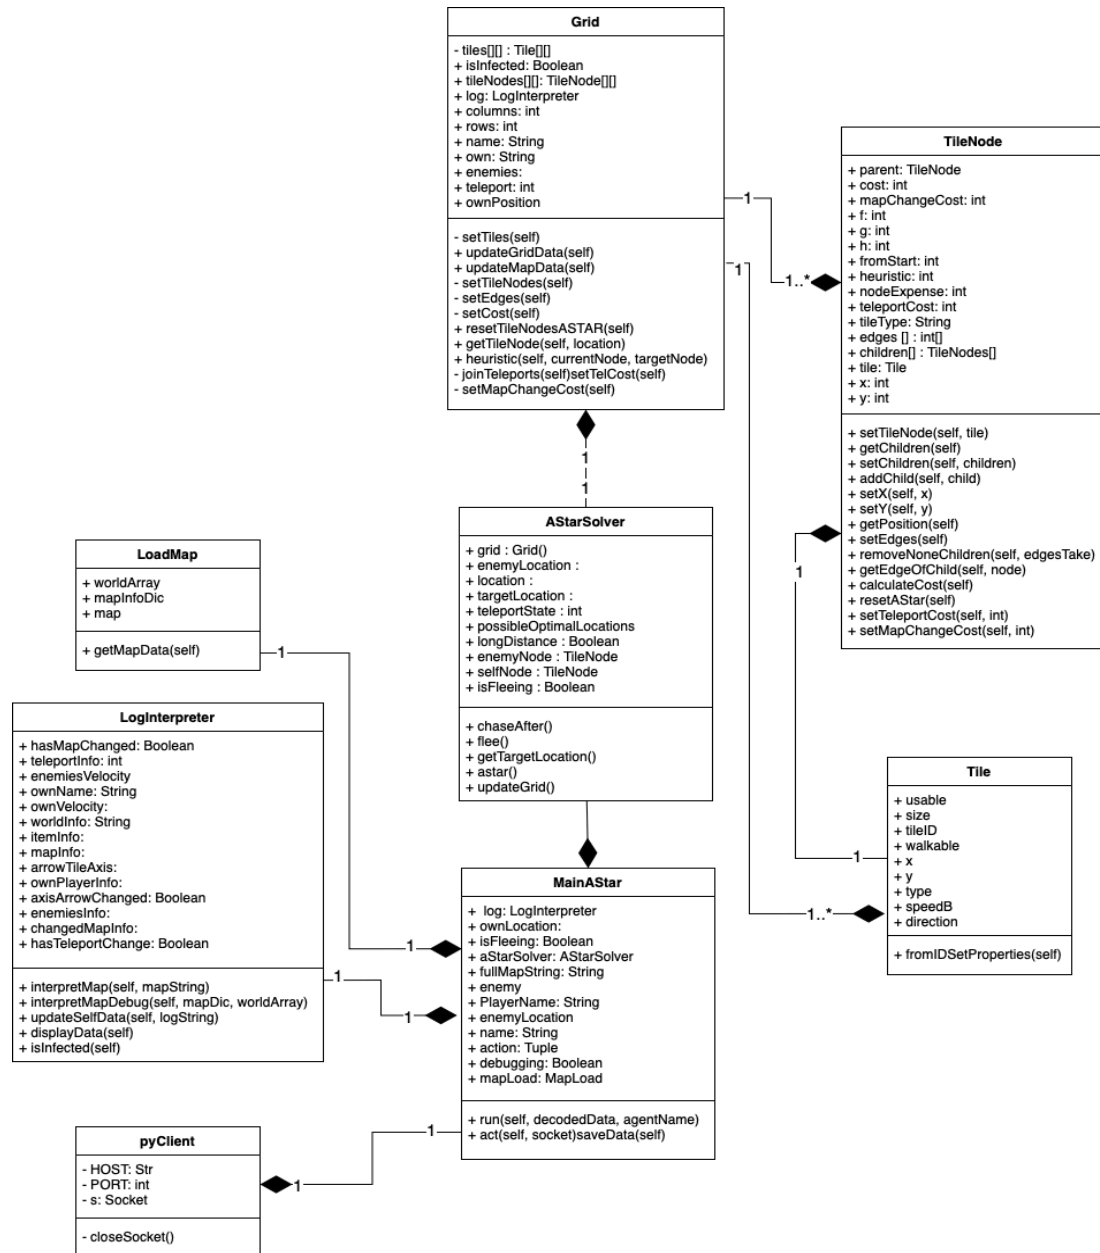 Grid
- tiles[][] : Tile[][]
+ isInfected: Boolean
+ tileNodes[][]: TileNode[][]
+ log: LogInterpreter
+ columns: int
+ rows: int
+ name: String
+ own: String
+ enemies:
+ teleport: int
+ ownPosition
- setTiles(self)
+ updateGridData(self)
+ updateMapData(self)
- setTileNodes(self)
- setEdges(self)
- setCost(self)
+ resetTileNodesASTAR(self)
+ getTileNode(self, location)
+ heuristic(self, currentNode, targetNode)
- joinTeleports(self)setTelCost(self)
- setMapChangeCost(self)
1
1..*
1
1..*
TileNode
+ parent: TileNode
+ cost: int
+ mapChangeCost: int
+ f: int
+ g: int
+ h: int
+ fromStart: int
+ heuristic: int
+ nodeExpense: int
+ teleportCost: int
+ tileType: String
+ edges [] : int[]
+ children[] : TileNodes[]
+ tile: Tile
+ x: int
+ y: int
+ setTileNode(self, tile)
+ getChildren(self)
+ setChildren(self, children)
+ addChild(self, child)
+ setX(self, x)
+ setY(self, y)
+ getPosition(self)
+ setEdges(self)
+ removeNoneChildren(self, edgesTake)
+ getEdgeOfChild(self, node)
+ calculateCost(self)
+ resetAStar(self)
+ setTeleportCost(self, int)
+ setMapChangeCost(self, int)
1
1
1
1
AStarSolver
+ grid : Grid()
+ enemyLocation :
+ location :
+ targetLocation :
+ teleportState : int
+ possibleOptimalLocations
+ longDistance : Boolean
+ enemyNode : TileNode
+ selfNode : TileNode
+ isFleeing : Boolean
+ chaseAfter()
+ flee()
+ getTargetLocation()
+ astar()
+ updateGrid()
LoadMap
+ worldArray
+ mapInfoDic
+ map
+ getMapData(self)
1
1
LogInterpreter
+ hasMapChanged: Boolean
+ teleportInfo: int
+ enemiesVelocity
+ ownName: String
+ ownVelocity:
+ worldInfo: String
+ itemInfo:
+ mapInfo:
+ arrowTileAxis:
+ ownPlayerInfo:
+ axisArrowChanged: Boolean
+ enemiesInfo:
+ changedMapInfo:
+ hasTeleportChange: Boolean
+ interpretMap(self, mapString)
+ interpretMapDebug(self, mapDic, worldArray)
+ updateSelfData(self, logString)
+ displayData(self)
+ isInfected(self)
1
1
Tile
+ usable
+ size
+ tileID
+ walkable
+ x
+ y
+ type
+ speedB
+ direction
+ fromIDSetProperties(self)
MainAStar
+ log: LogInterpreter
+ ownLocation:
+ isFleeing: Boolean
+ aStarSolver: AStarSolver
+ fullMapString: String
+ enemy
+ PlayerName: String
+ enemyLocation
+ name: String
+ action: Tuple
+ debugging: Boolean
+ mapLoad: MapLoad
+ run(self, decodedData, agentName)
+ act(self, socket)saveData(self)
1
1
pyClient
- HOST: Str
- PORT: int
- s: Socket
- closeSocket()